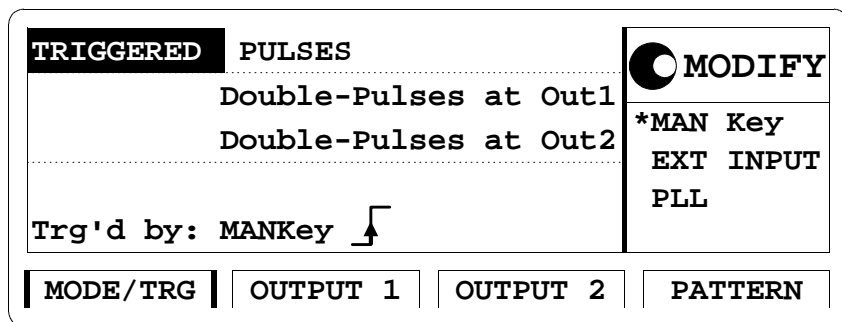 TRIGGERED PULSES
MODIFY
Double-Pulses at Out1
Double-Pulses at Out2
*MAN Key
EXT INPUT
PLL
Trg'd by: MANKey
MODE/TRG OUTPUT 1 OUTPUT 2 PATTERN